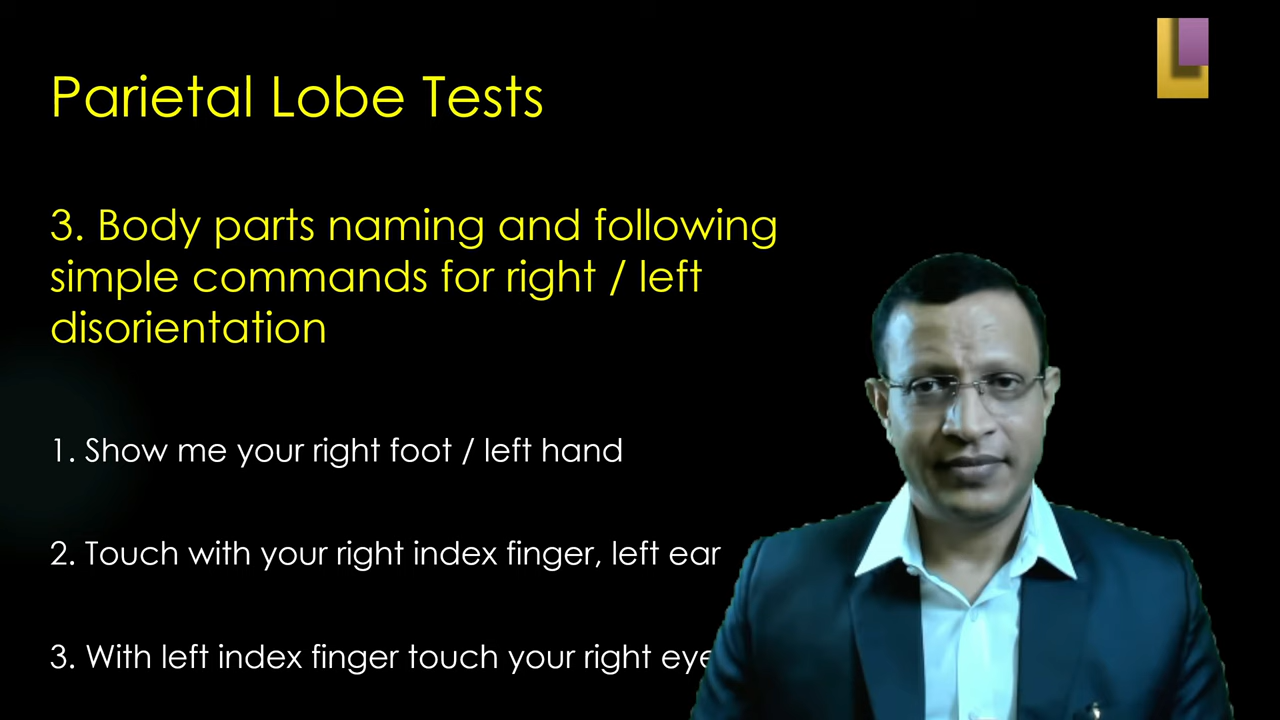 Parietal Lobe Tests
3. Body parts naming and following
simple commands for right / left
disorientation
1. Show me your right foot / left hand
2. Touch with your right index finger, left ear
3. With left index finger touch your right eye